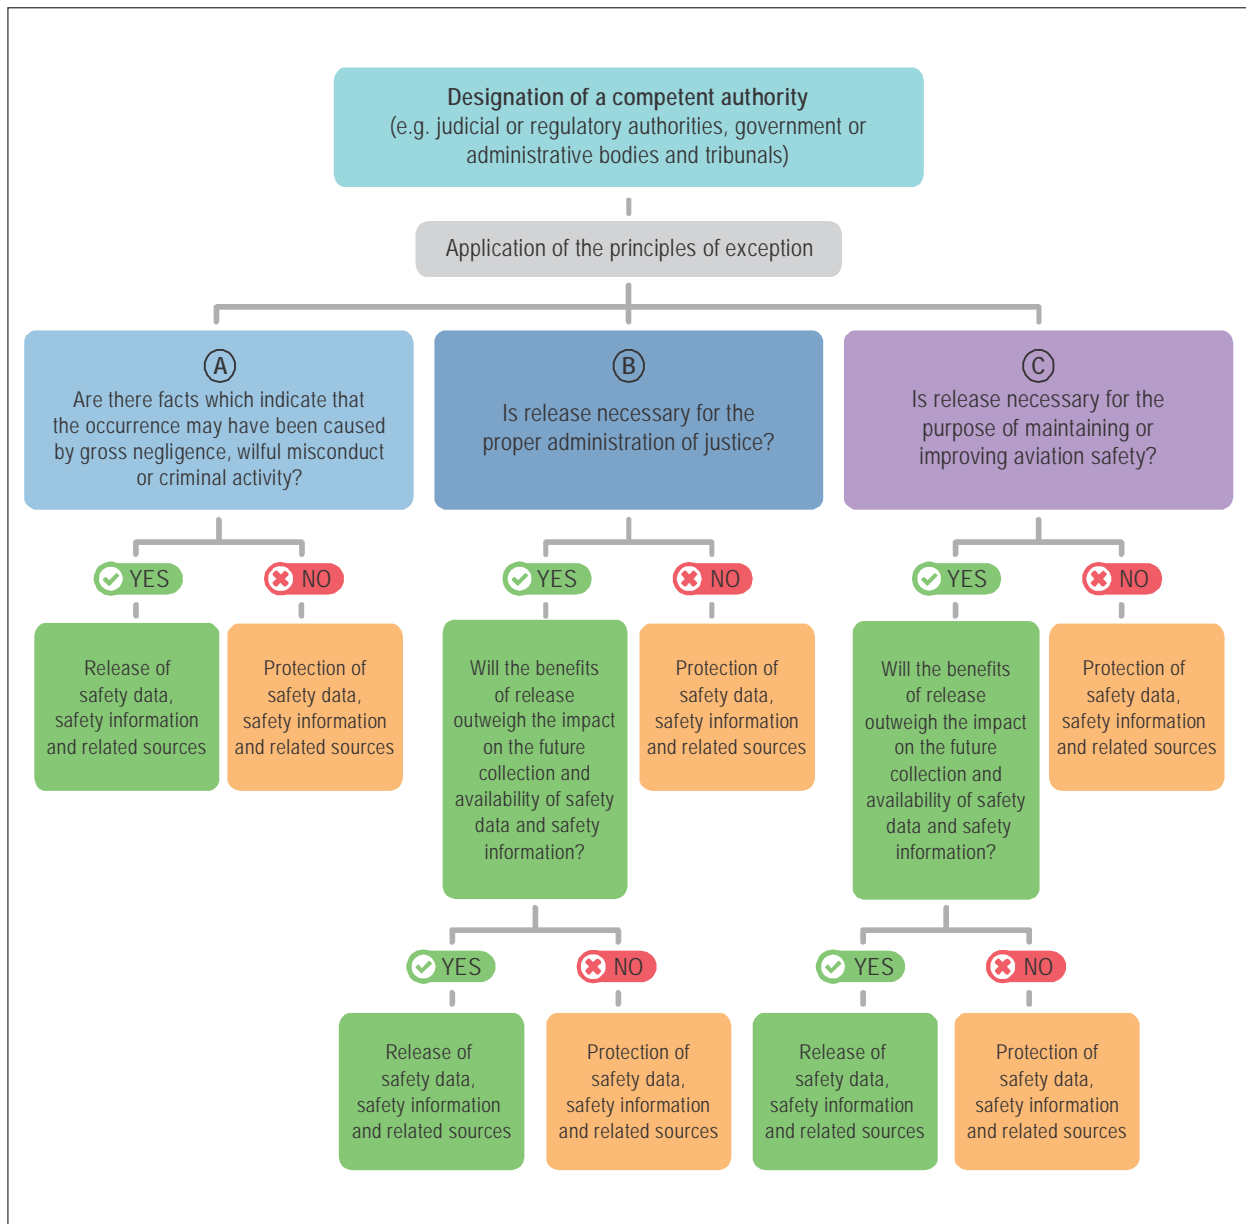 Designation of a competent authority
(e.g. judicial or regulatory authorities, government or
administrative bodies and tribunals)
Application of the principles of exception
A
Are there facts which indicate that
the occurrence may have been caused
by gross negligence, wilful misconduct
or criminal activity?
B
Is release necessary for the
proper administration of justice?
C
Is release necessary for the
purpose of maintaining or
improving aviation safety?
YES
NO
YES
NO
YES
NO
Release of
safety data,
safety information
and related sources
Protection of
safety data,
safety information
and related sources
Will the benefits
of release
outweigh the impact
on the future
collection and
availability of safety
data and safety
information?
Protection of
safety data,
safety information
and related sources
Will the benefits
of release
outweigh the impact
on the future
collection and
availability of safety
data and safety
information?
Protection of
safety data,
safety information
and related sources
YES
NO
YES
NO
Release of
safety data,
safety information
and related sources
Protection of
safety data,
safety information
and related sources
Release of
safety data,
safety information
and related sources
Protection of
safety data,
safety information
and related sources